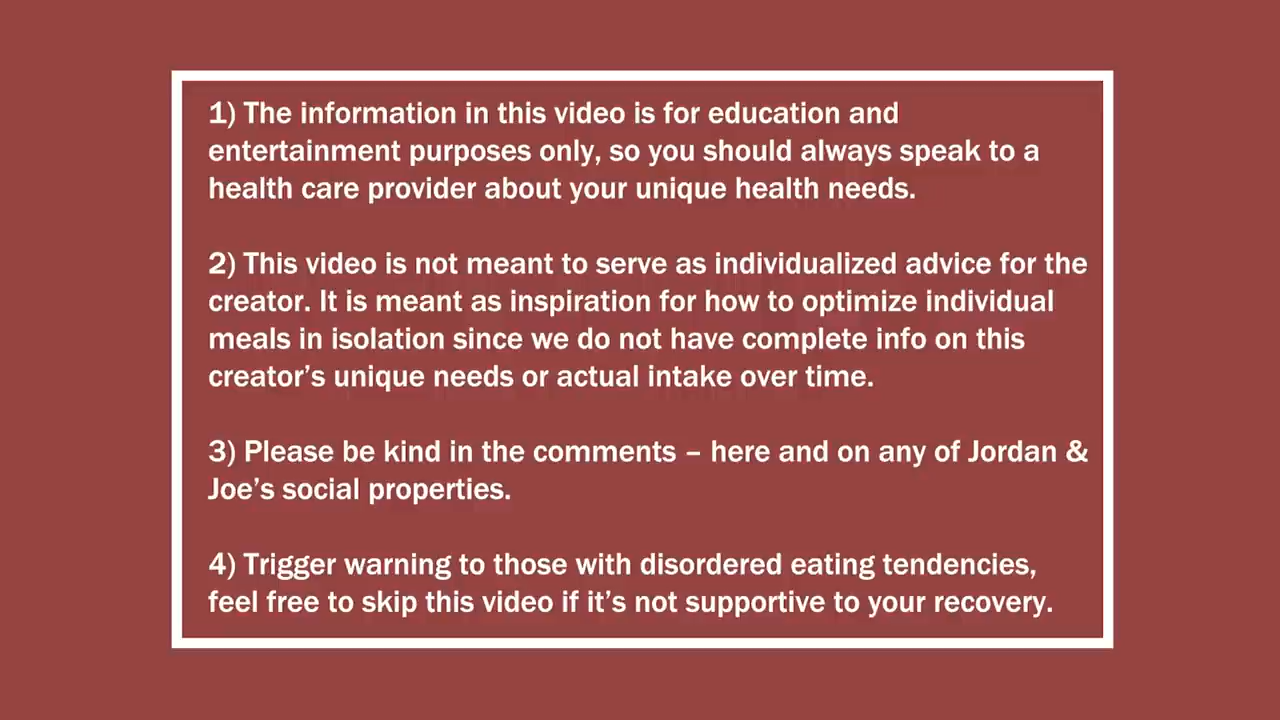 1) The information in this video is for education and
entertainment purposes only, so you should always speak to a
health care provider about your unique health needs.
2) This video is not meant to serve as individualized advice for the
creator. It is meant as inspiration for how to optimize individual
meals in isolation since we do not have complete info on this
creator’s unique needs or actual intake over time.
3) Please be kind in the comments – here and on any of Jordan &
Joe’s social properties.
4) Trigger warning to those with disordered eating tendencies,
feel free to skip this video if it’s not supportive to your recovery.